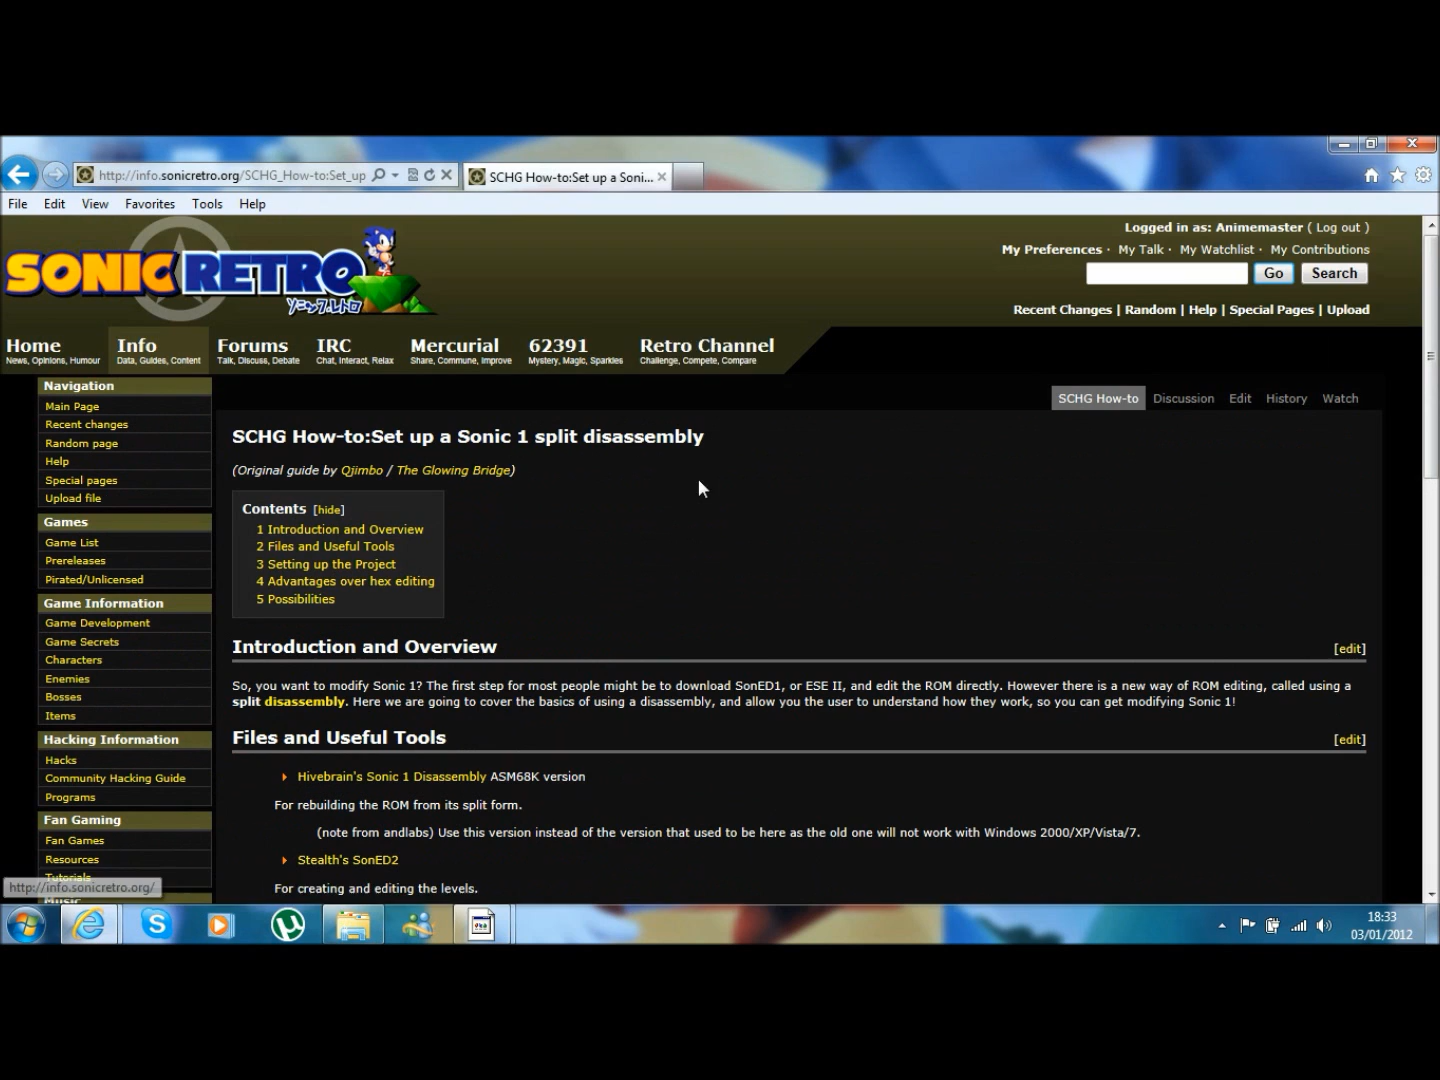 http://info.sonicretro.org/SCHG_How-to:Set_up
SCHG How-to:Set up a Soni...
File Edit View Favorites Tools Help
SONIC RETRO
ソニック.レトロ
Logged in as: Animemaster ( Log out )
My Preferences · My Talk · My Watchlist · My Contributions
Go Search
Recent Changes | Random | Help | Special Pages | Upload
Home Info Forums IRC Mercurial 62391 Retro Channel
News, Opinions, Humour Data, Guides, Content Talk, Discuss, Debate Chat, Interact, Relax Share, Commune, Improve Mystery, Magic, Sparkles Challenge, Compete, Compare
SCHG How-to Discussion Edit History Watch
Navigation
Main Page
Recent changes
Random page
Help
Special pages
Upload file
Games
Game List
Prereleases
Pirated/Unlicensed
Game Information
Game Development
Game Secrets
Characters
Enemies
Bosses
Items
Hacking Information
Hacks
Community Hacking Guide
Programs
Fan Gaming
Fan Games
Resources
Tutorials
Music
SCHG How-to:Set up a Sonic 1 split disassembly
(Original guide by Qjimbo / The Glowing Bridge)
Contents [hide]
1 Introduction and Overview
2 Files and Useful Tools
3 Setting up the Project
4 Advantages over hex editing
5 Possibilities
Introduction and Overview [edit]
So, you want to modify Sonic 1? The first step for most people might be to download SonED1, or ESE II, and edit the ROM directly. However there is a new way of ROM editing, called using a
split disassembly. Here we are going to cover the basics of using a disassembly, and allow you the user to understand how they work, so you can get modifying Sonic 1!
Files and Useful Tools [edit]
Hivebrain's Sonic 1 Disassembly ASM68K version
For rebuilding the ROM from its split form.
(note from andlabs) Use this version instead of the version that used to be here as the old one will not work with Windows 2000/XP/Vista/7.
Stealth's SonED2
For creating and editing the levels.
http://info.sonicretro.org/
18:33
03/01/2012